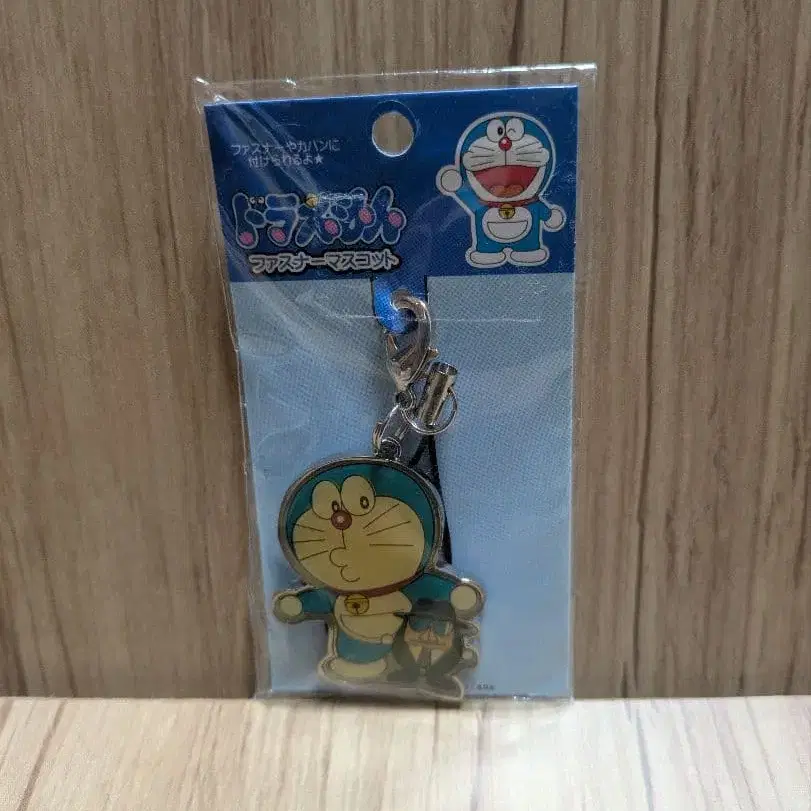 ファスナーやカバンに
付けられるよ★
ドラえもん
ファスナーマスコット